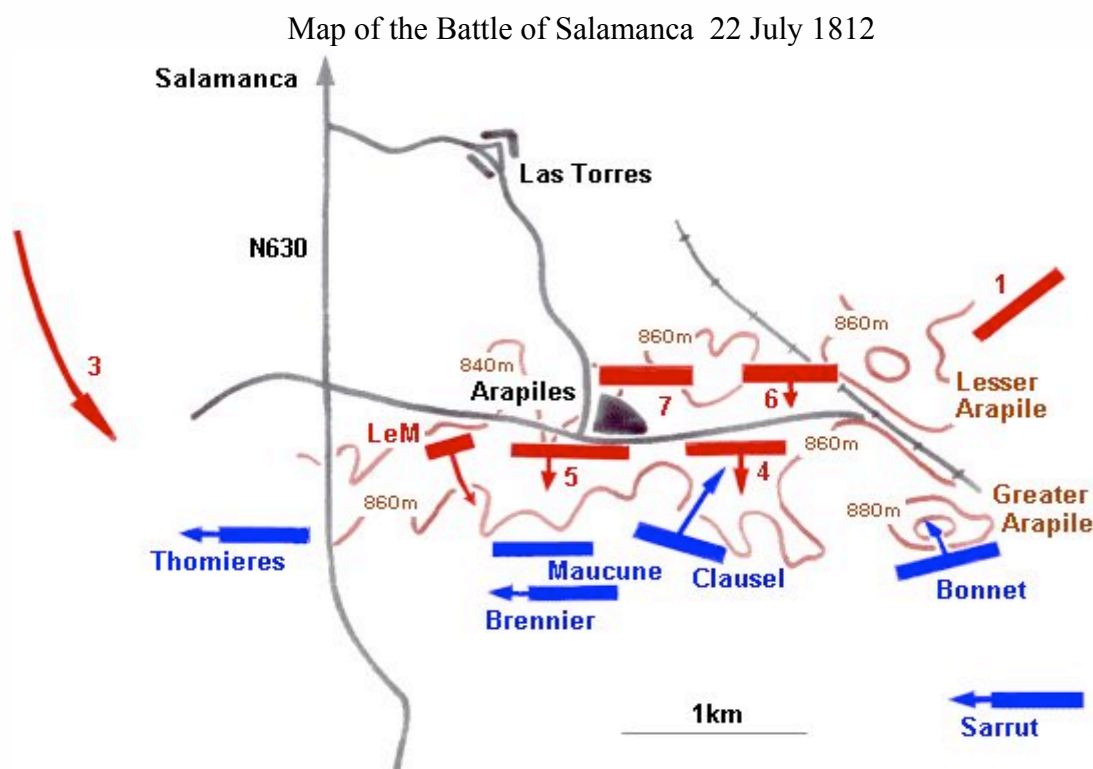 Map of the Battle of Salamanca 22 July 1812
Salamanca
Las Torres
N630
1
860m
860m
3
840m
Arapiles
7
6
Lesser
Arapile
LeM
5
4
860m
860m
880m
Greater
Arapile
Thomieres
Maucune
Clausel
Bonnet
Brennier
1km
Sarrut